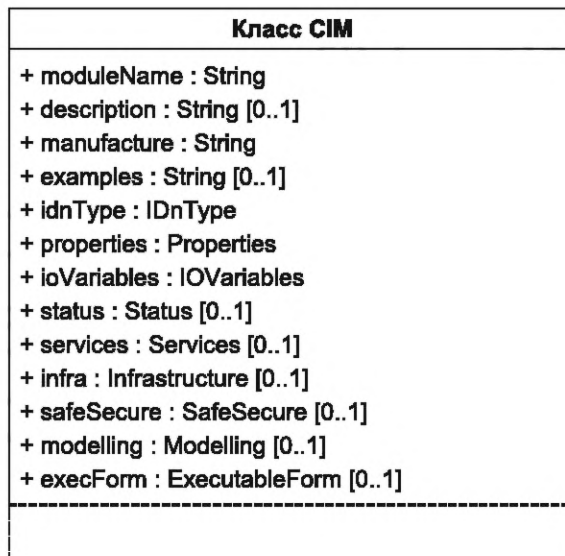 Класс CIM
+ moduleName : String
+ description : String [0..1]
+ manufacture : String
+ examples : String [0..1]
+ idnType : IDnType
+ properties : Properties
+ ioVariables : IOVariables
+ status : Status [0..1]
+ services : Services [0..1]
+ infra : Infrastructure [0..1]
+ safeSecure : SafeSecure [0..1]
+ modelling : Modelling [0..1]
+ execForm : ExecutableForm [0..1]